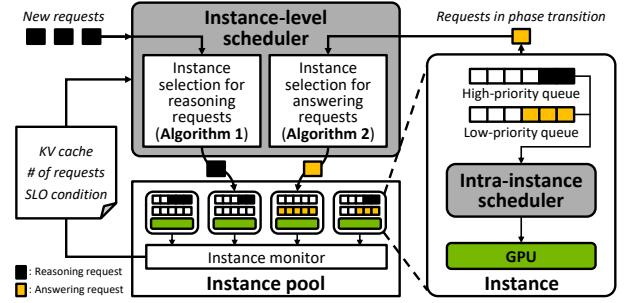 New requests
Instance-level
scheduler
Requests in phase transition
Instance
selection for
reasoning
requests
(Algorithm 1)
Instance
selection for
answering
requests
(Algorithm 2)
High-priority queue
Low-priority queue
KV cache
# of requests
SLO condition
Intra-instance
scheduler
GPU
Instance
Instance monitor
Instance pool
: Reasoning request
: Answering request